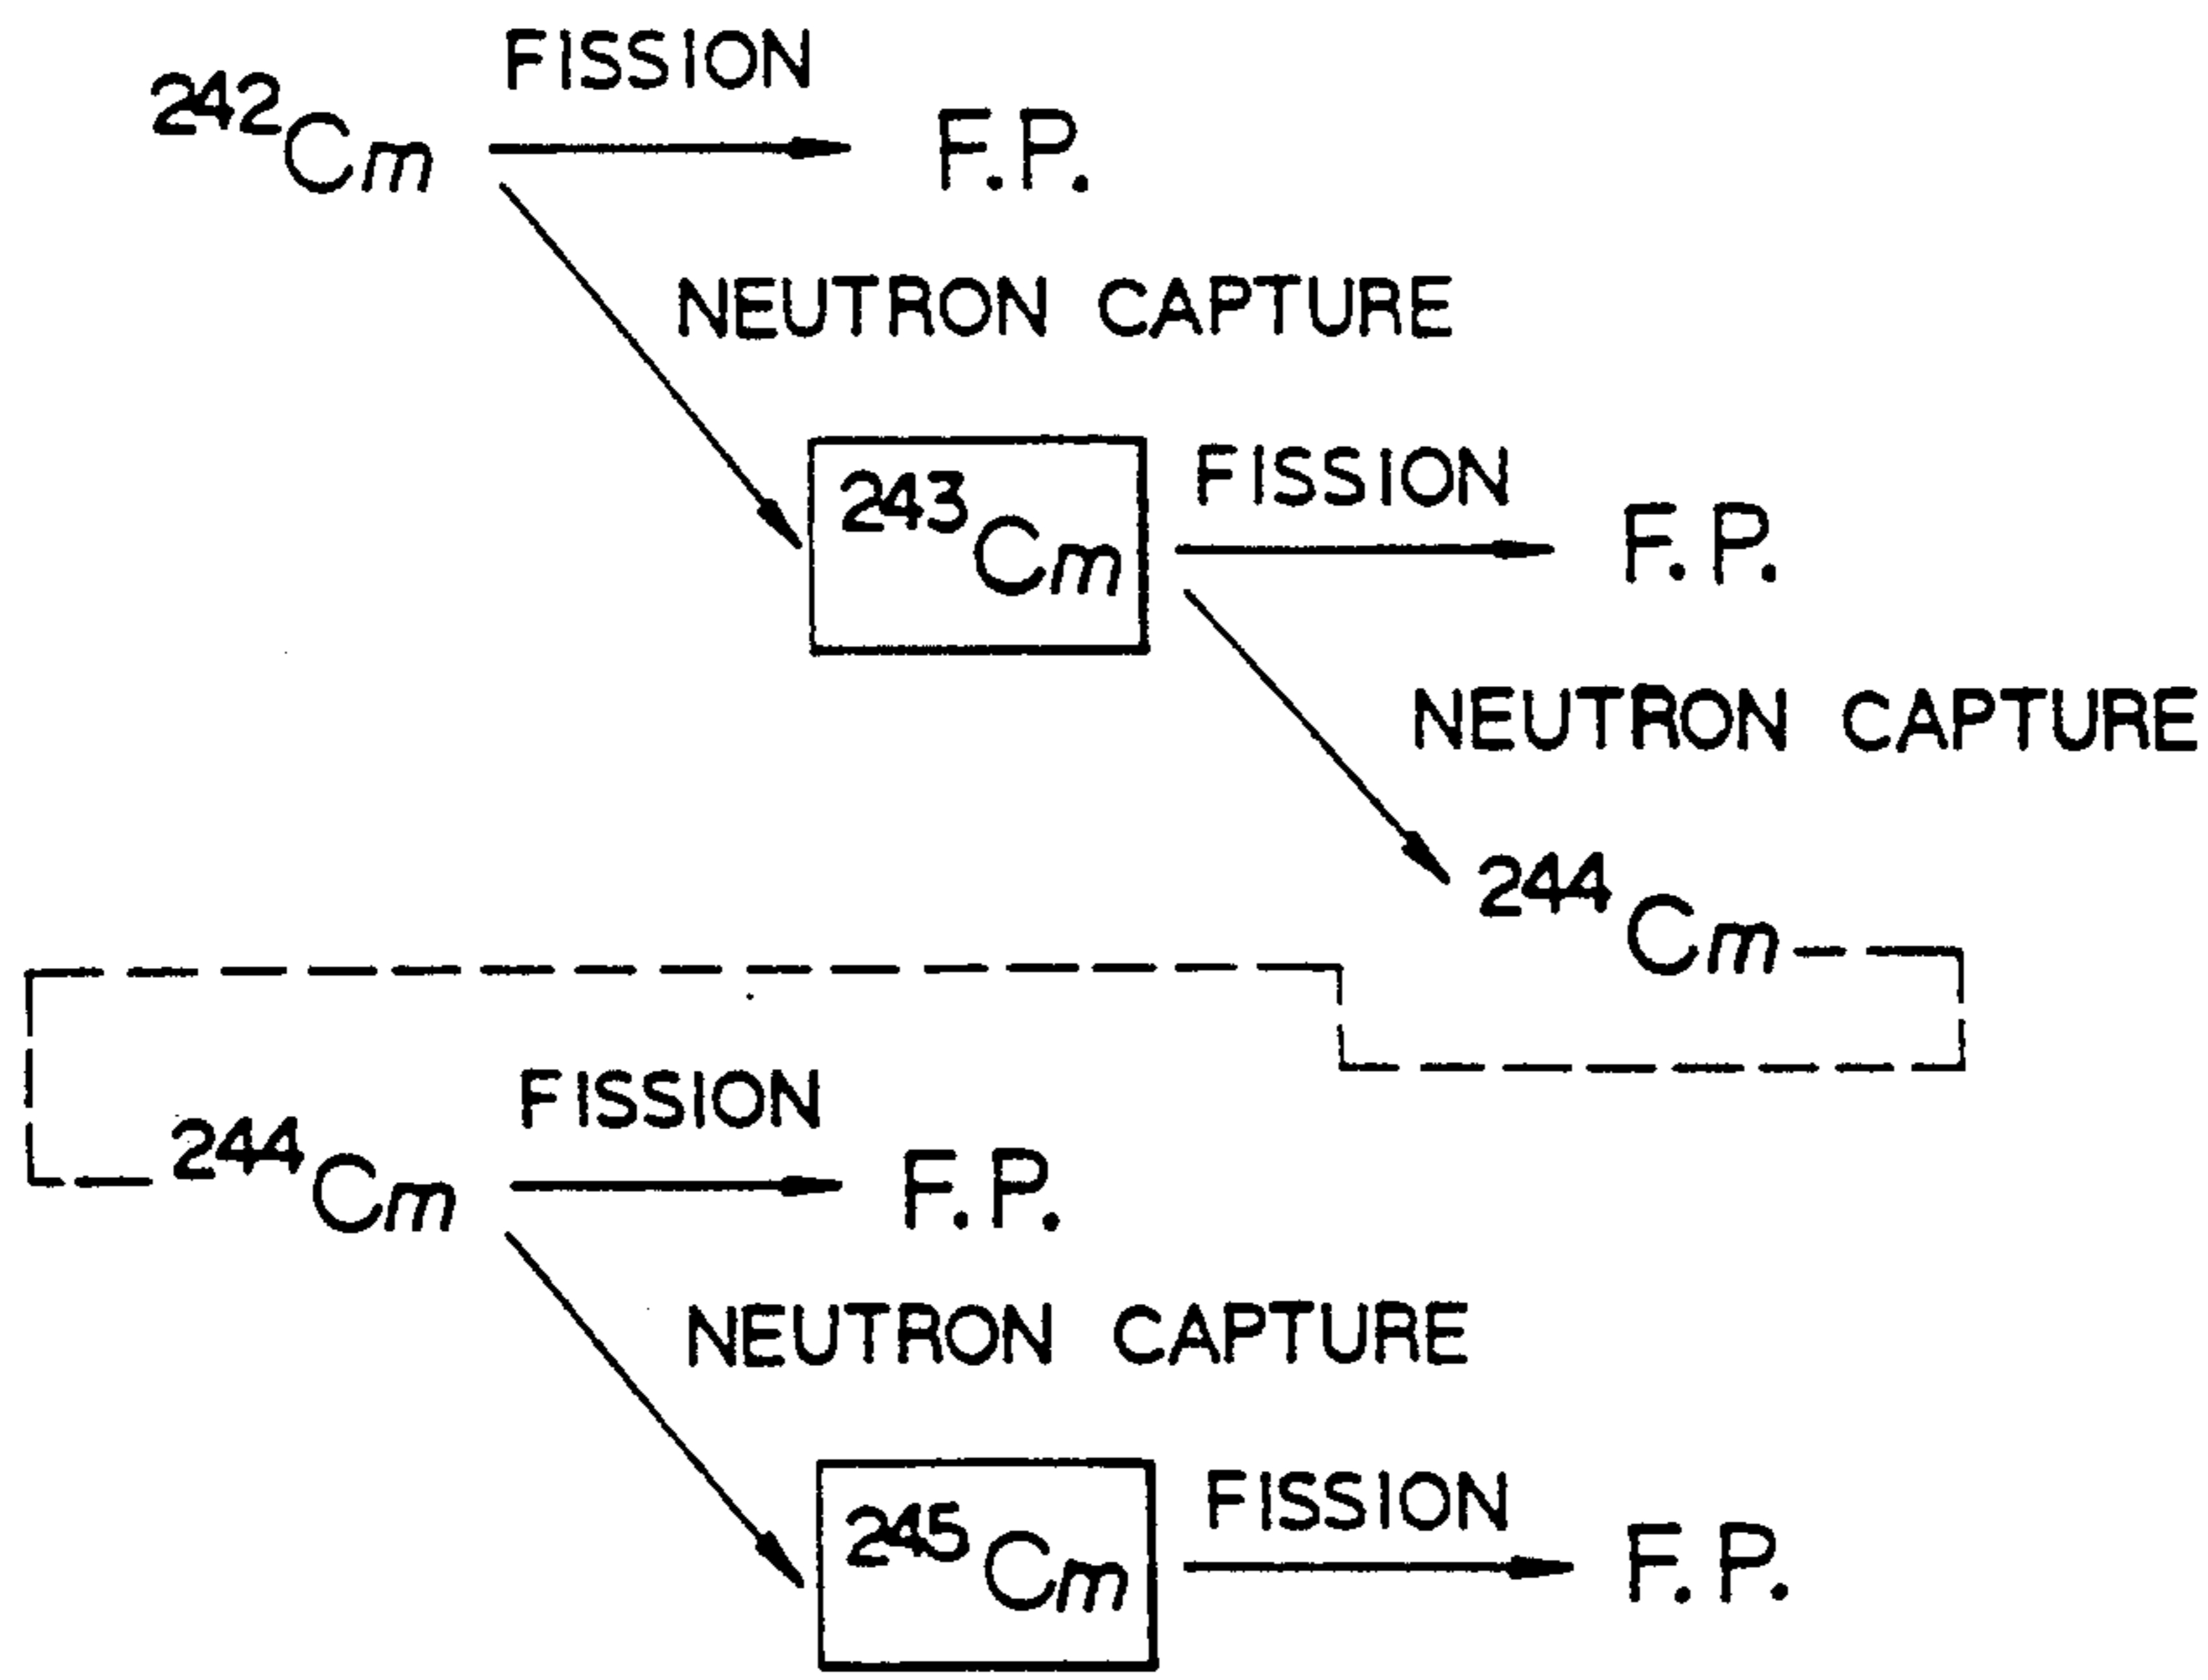 FISSION
²⁴²Cm F.P.
NEUTRON CAPTURE
²⁴³Cm FISSION F.P.
NEUTRON CAPTURE
²⁴⁴Cm
FISSION
²⁴⁴Cm F.P.
NEUTRON CAPTURE
²⁴⁵Cm FISSION F.P.